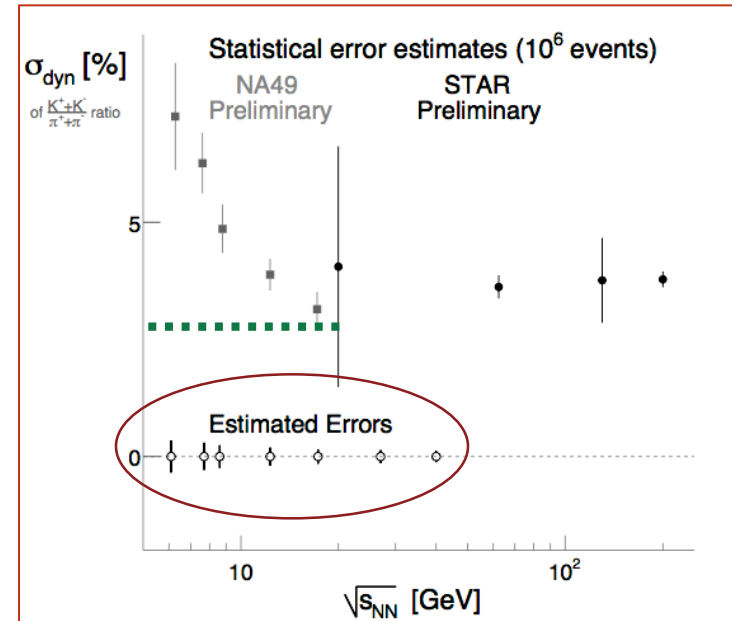 Statistical error estimates (10⁶ events)
σdyn [%]
of K⁺+K⁻/π⁺+π⁻ ratio
NA49
Preliminary
STAR
Preliminary
5
Estimated Errors
0
10
10²
√sNN [GeV]